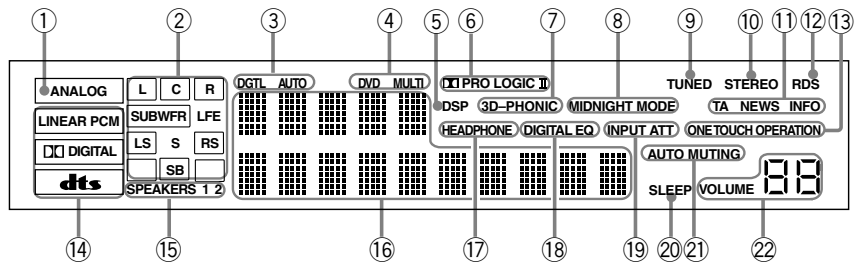 ① ② ③ ④ ⑤ ⑥ ⑦ ⑧ ⑨ ⑩ ⑪ ⑫ ⑬
ANALOG L C R DGTL AUTO DVD MULTI PRO LOGIC II TUNED STEREO RDS
DSP 3D–PHONIC MIDNIGHT MODE TA NEWS INFO
LINEAR PCM SUBWFR LFE HEADPHONE DIGITAL EQ INPUT ATT ONE TOUCH OPERATION
DIGITAL LS S RS AUTO MUTING
dts SB SLEEP VOLUME 88
SPEAKERS 1 2
⑭ ⑮ ⑯ ⑰ ⑱ ⑲ ⑳ ㉑ ㉒